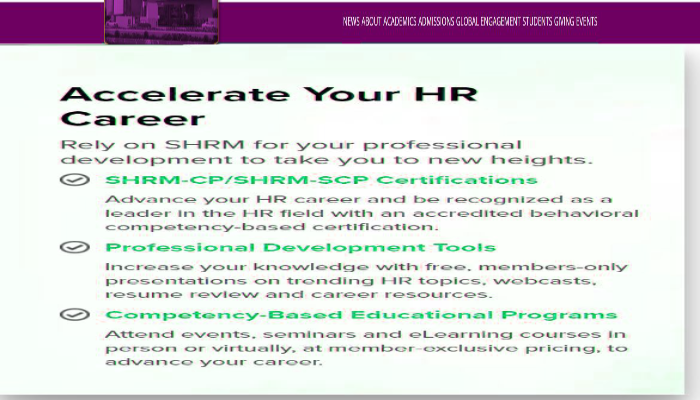 NEWS ABOUT ACADEMICS ADMISSIONS GLOBAL ENGAGEMENT STUDENTS GIVING EVENTS
Accelerate Your HR
Career
Rely on SHRM for your professional
development to take you to new heights.
SHRM-CP/SHRM-SCP Certifications
Advance your HR career and be recognized as a
leader in the HR field with an accredited behavioral
competency-based certification.
Professional Development Tools
Increase your knowledge with free, members-only
presentations on trending HR topics, webcasts,
resume review and career resources.
Competency-Based Educational Programs
Attend events, seminars and eLearning courses in
person or virtually, at member-exclusive pricing, to
advance your career.